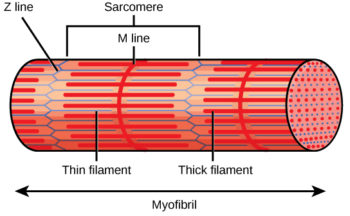 Z line
Sarcomere
M line
Thin filament
Thick filament
Myofibril